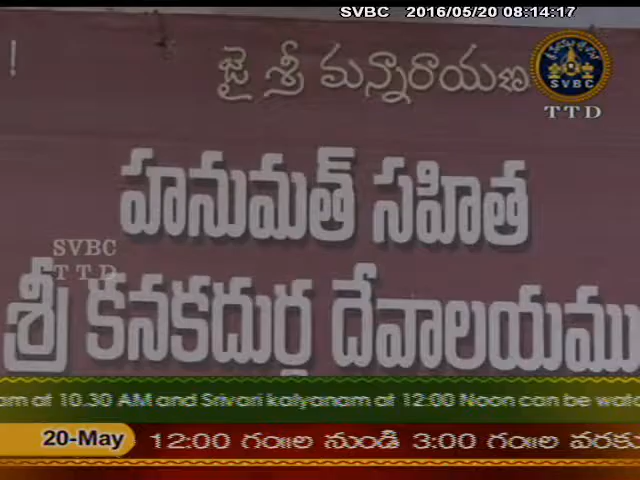 SVBC 2016/05/20 08:14:17
!
జై శ్రీ మన్నారాయణ
SVBC
TTD
హనుమత్ సహిత
SVBC
TTD
శ్రీ కనకదుర్గ దేవాలయము
am at 10.30 AM and Srivari kalyanam at 12:00 Noon can be
20-May 12:00 గం॥ల నుండి 3:00 గం॥ల వరకు